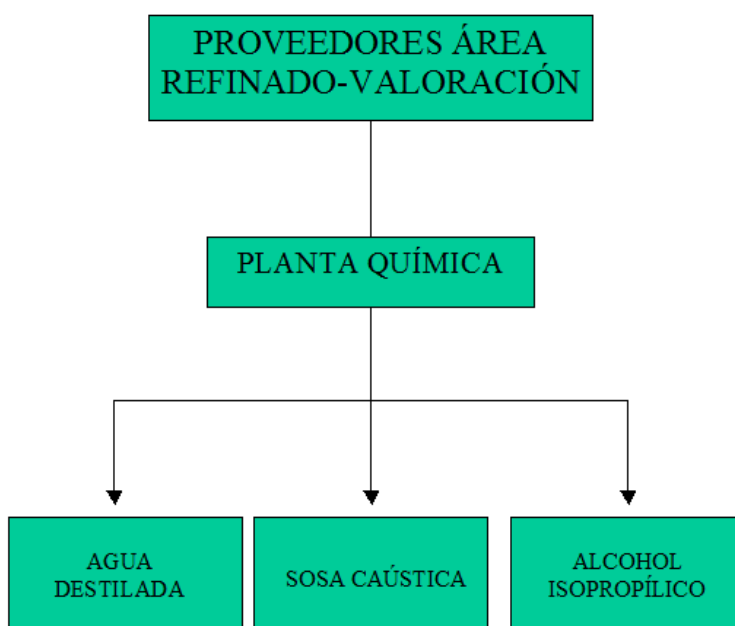 PROVEEDORES ÁREA
REFINADO-VALORACIÓN
PLANTA QUÍMICA
AGUA
DESTILADA
SOSA CAÚSTICA
ALCOHOL
ISOPROPÍLICO